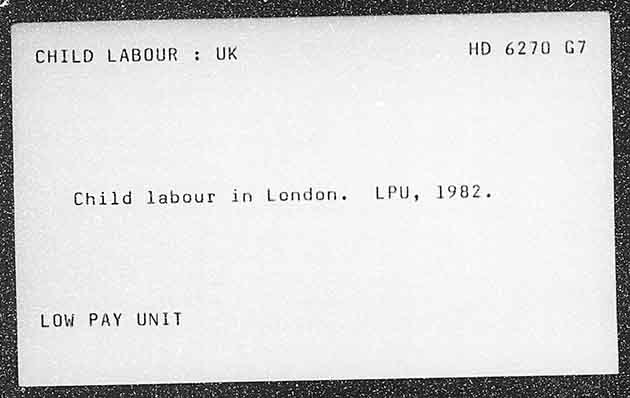 CHILD LABOUR : UK HD 6270 G7
Child labour in London. LPU, 1982.
LOW PAY UNIT